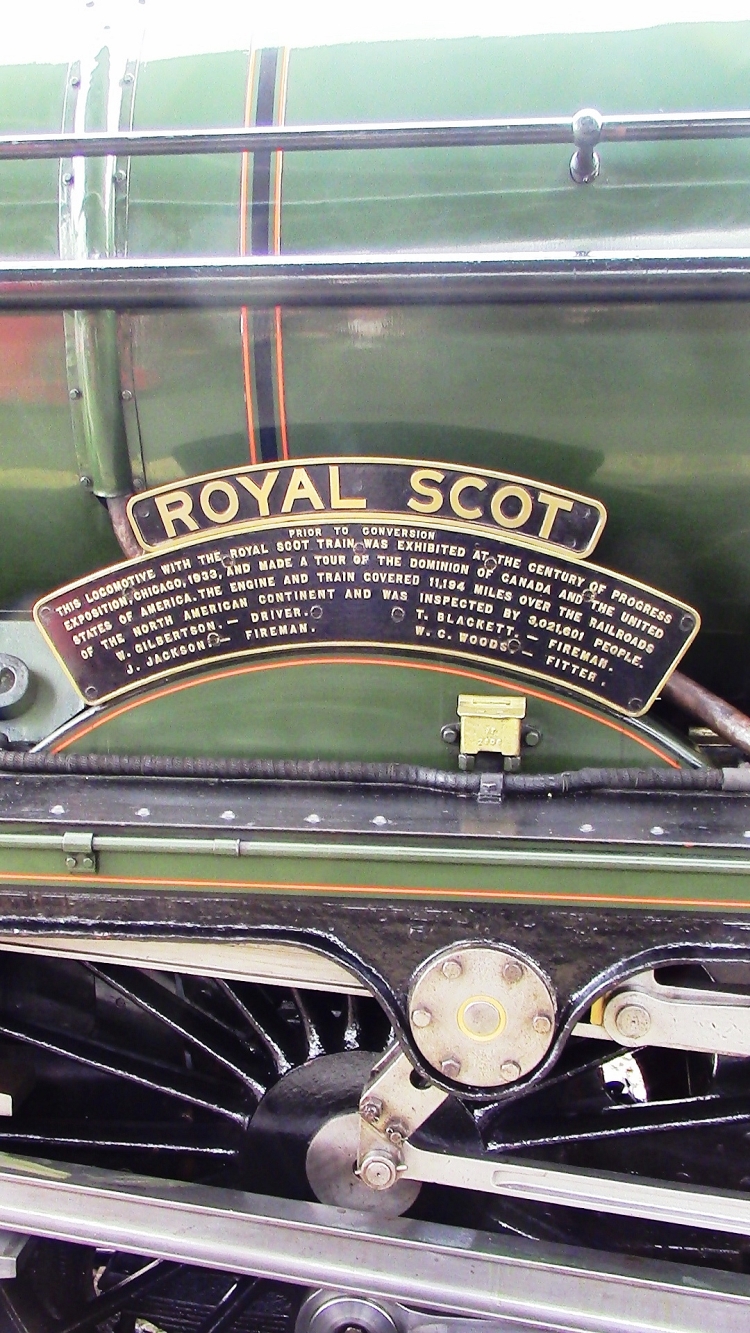 ROYAL SCOT
PRIOR TO CONVERSION
THIS LOCOMOTIVE WITH THE ROYAL SCOT TRAIN WAS EXHIBITED AT THE CENTURY OF PROGRESS
EXPOSITION, CHICAGO, 1933, AND MADE A TOUR OF THE DOMINION OF CANADA AND THE UNITED
STATES OF AMERICA. THE ENGINE AND TRAIN COVERED 11,194 MILES OVER THE RAILROADS
OF THE NORTH AMERICAN CONTINENT AND WAS INSPECTED BY 3,021,601 PEOPLE.
W. GILBERTSON. — DRIVER. T. BLACKETT. — FIREMAN.
J. JACKSON — FIREMAN. W. C. WOODS — FITTER.